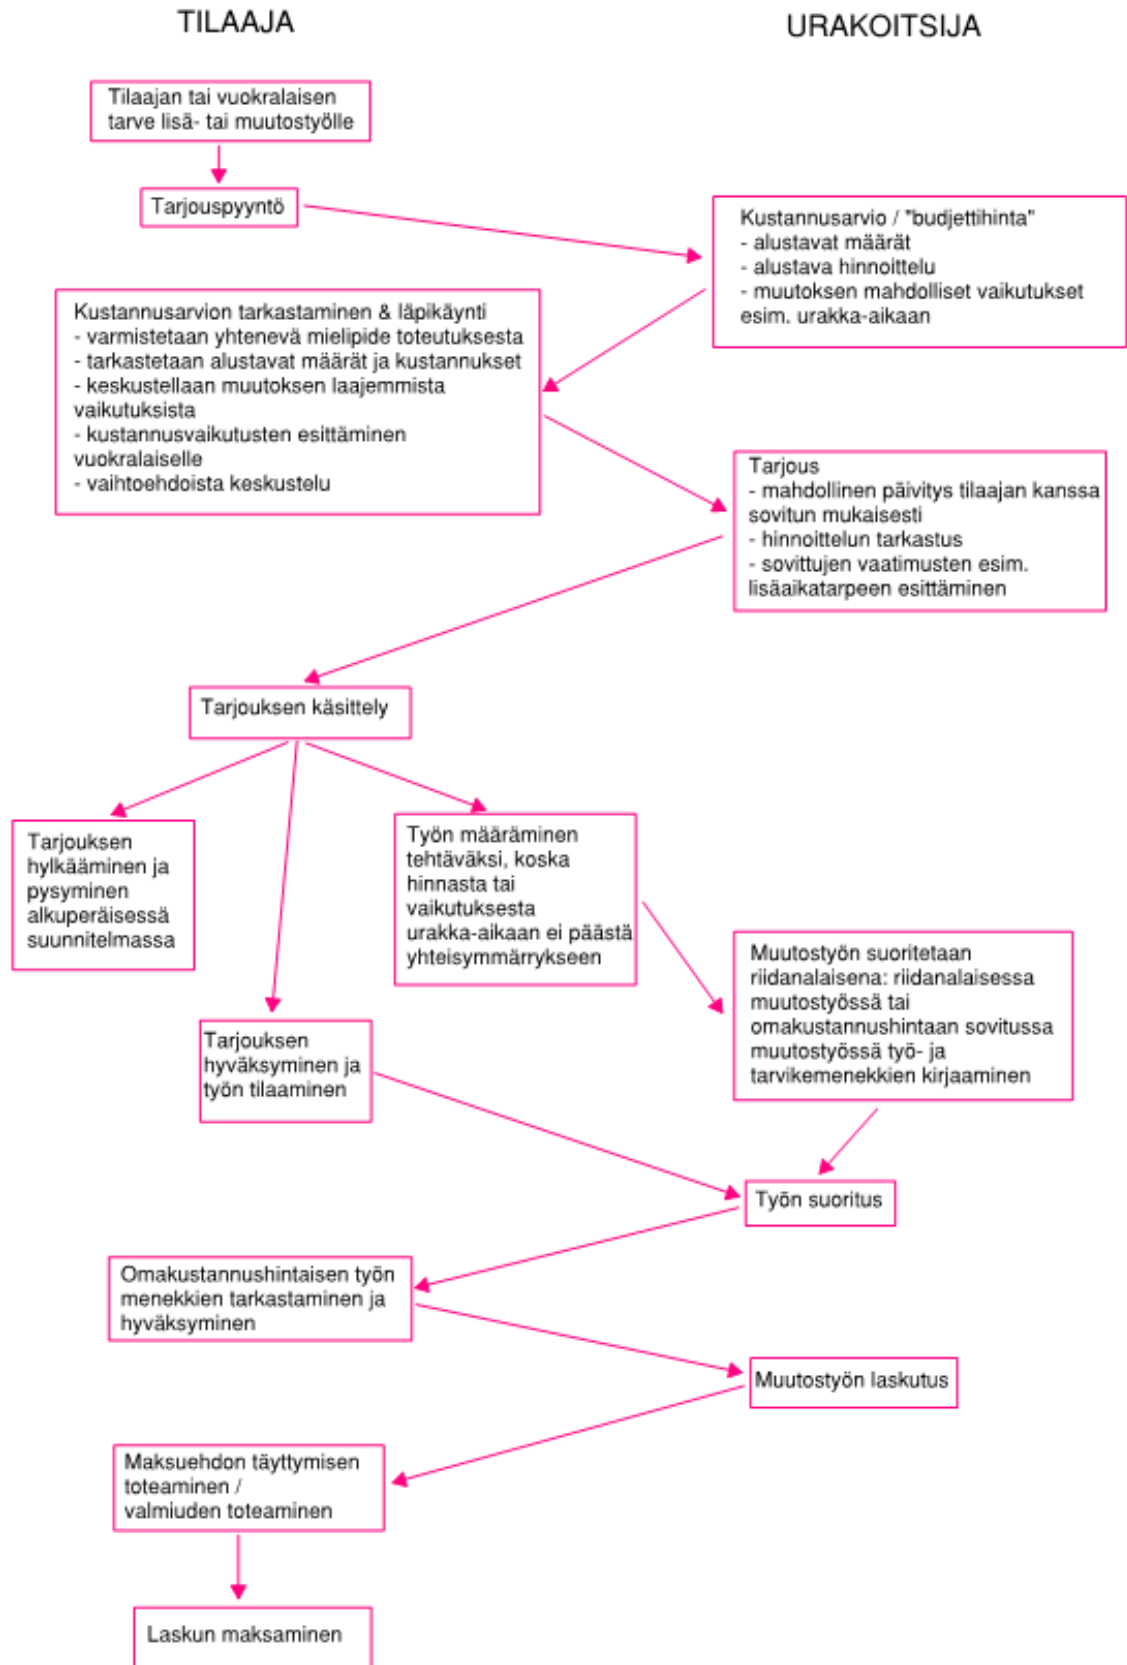 TILAAJA
URAKOITSIJA
Tilaajan tai vuokralaisen
tarve lisä- tai muutostyölle
Tarjouspyyntö
Kustannusarvio / "budjettihinta"
- alustavat määrät
- alustava hinnoittelu
- muutoksen mahdolliset vaikutukset
esim. urakka-aikaan
Kustannusarvion tarkastaminen & läpikäynti
- varmistetaan yhtenevä mielipide toteutuksesta
- tarkastetaan alustavat määrät ja kustannukset
- keskustellaan muutoksen laajemmista
vaikutuksista
- kustannusvaikutusten esittäminen
vuokralaiselle
- vaihtoehdoista keskustelu
Tarjous
- mahdollinen päivitys tilaajan kanssa
sovitun mukaisesti
- hinnoittelun tarkastus
- sovittujen vaatimusten esim.
lisäaikatarpeen esittäminen
Tarjouksen käsittely
Tarjouksen
hylkääminen ja
pysyminen
alkuperäisessä
suunnitelmassa
Työn määräminen
tehtäväksi, koska
hinnasta tai
vaikutuksesta
urakka-aikaan ei päästä
yhteisymmärrykseen
Muutostyön suoritetaan
riidanalaisena: riidanalaisessa
muutostyössä tai
omakustannushintaan sovitussa
muutostyössä työ- ja
tarvikemenekkien kirjaaminen
Tarjouksen
hyväksyminen ja
työn tilaaminen
Työn suoritus
Omakustannushintaisen työn
menekkien tarkastaminen ja
hyväksyminen
Muutostyön laskutus
Maksuehdon täyttymisen
toteaminen /
valmiuden toteaminen
Laskun maksaminen